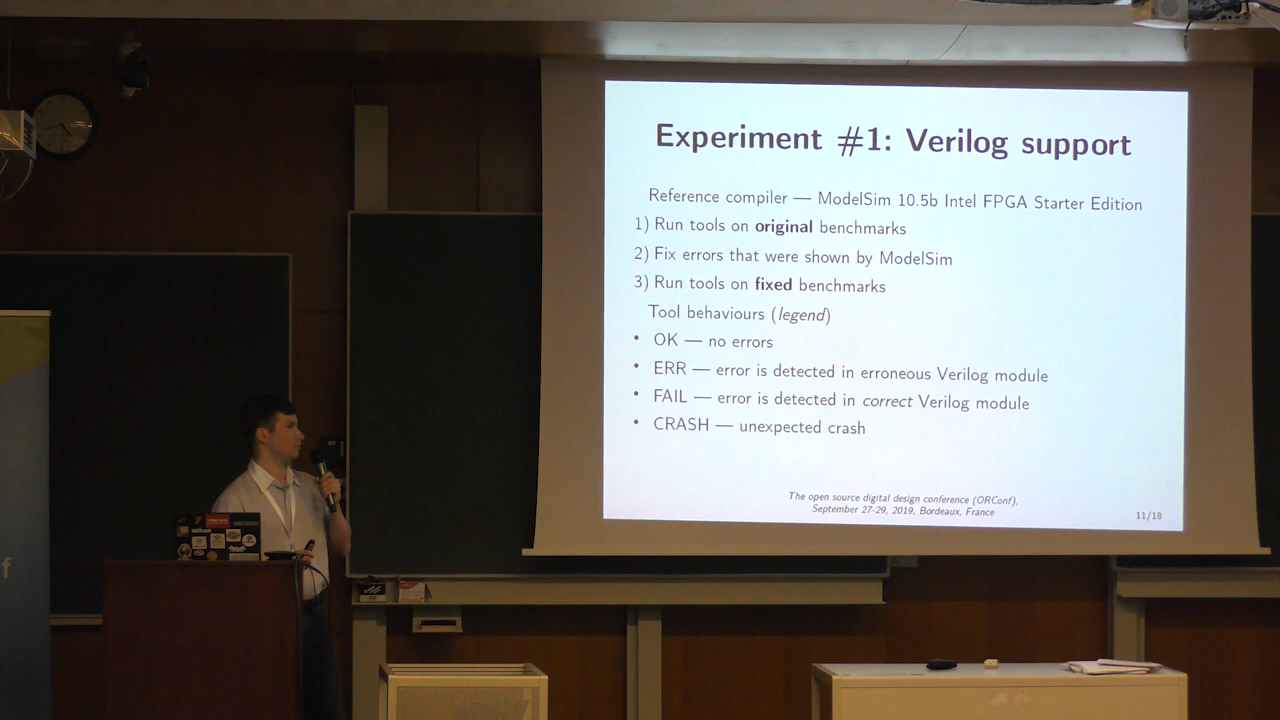 Experiment #1: Verilog support
Reference compiler — ModelSim 10.5b Intel FPGA Starter Edition
1) Run tools on original benchmarks
2) Fix errors that were shown by ModelSim
3) Run tools on fixed benchmarks
Tool behaviours (legend)
• OK — no errors
• ERR — error is detected in erroneous Verilog module
• FAIL — error is detected in correct Verilog module
• CRASH — unexpected crash
The open source digital design conference (ORConf),
September 27-29, 2019, Bordeaux, France
11/18
f